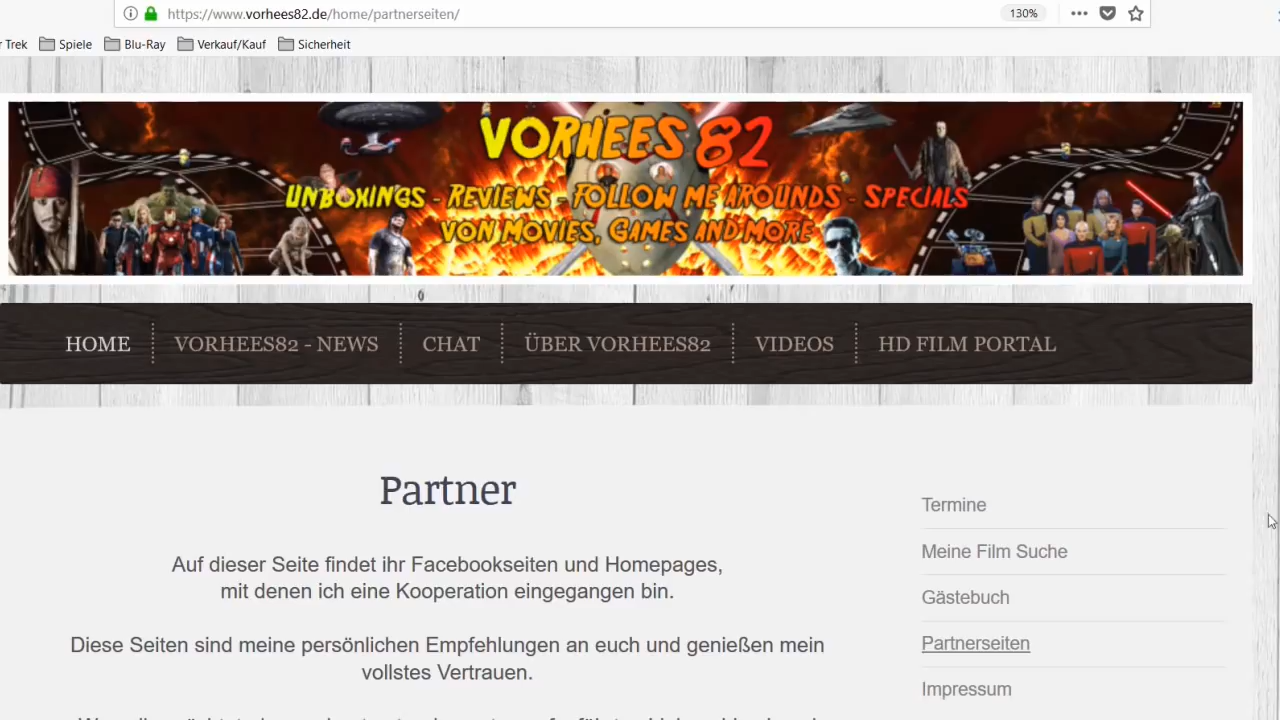 https://www.vorhees82.de/home/partnerseiten/
130%
Trek
Spiele
Blu-Ray
Verkauf/Kauf
Sicherheit
VORHEES 82
UNBOXINGS - REVIEWS - FOLLOW ME AROUNDS - SPECIALS
VON MOVIES, GAMES AND MORE
HOME
VORHEES82 - NEWS
CHAT
ÜBER VORHEES82
VIDEOS
HD FILM PORTAL
Partner
Auf dieser Seite findet ihr Facebookseiten und Homepages,
mit denen ich eine Kooperation eingegangen bin.
Diese Seiten sind meine persönlichen Empfehlungen an euch und genießen mein
vollstes Vertrauen.
Termine
Meine Film Suche
Gästebuch
Partnerseiten
Impressum